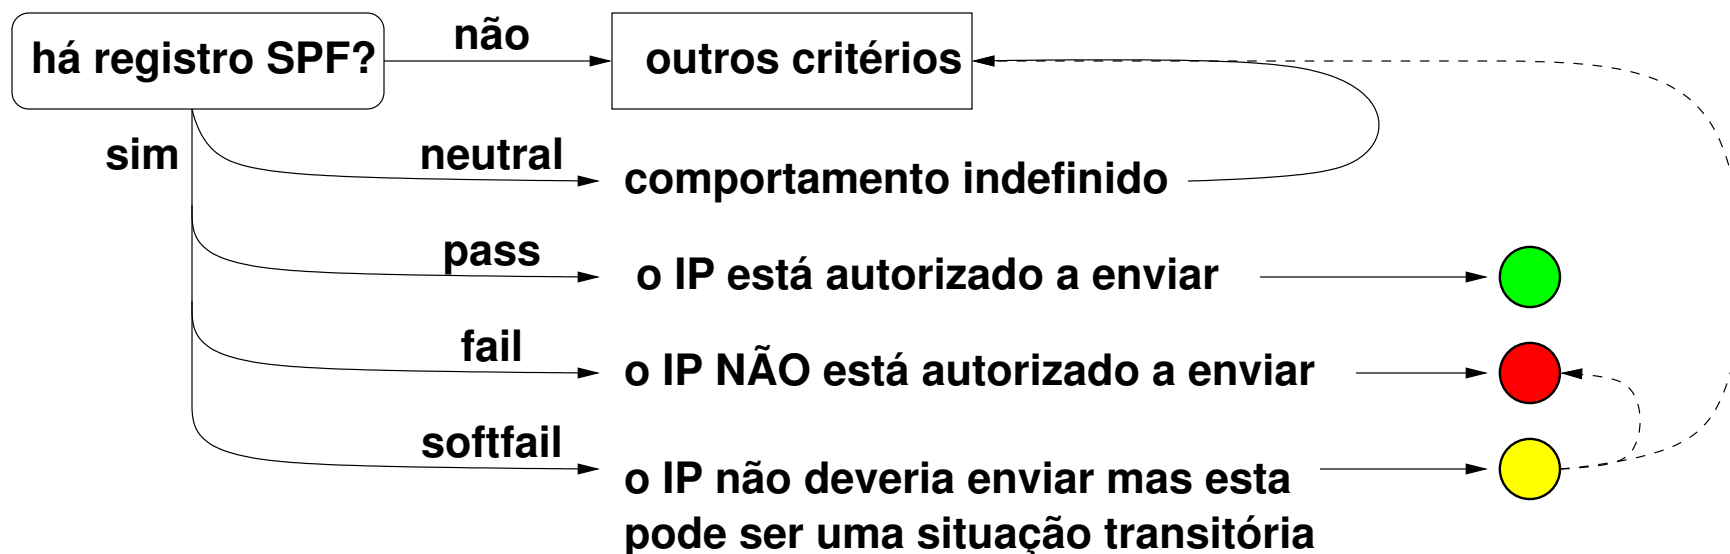 há registro SPF?
não
outros critérios
sim
neutral
comportamento indefinido
pass
o IP está autorizado a enviar
fail
o IP NÃO está autorizado a enviar
softfail
o IP não deveria enviar mas esta
pode ser uma situação transitória